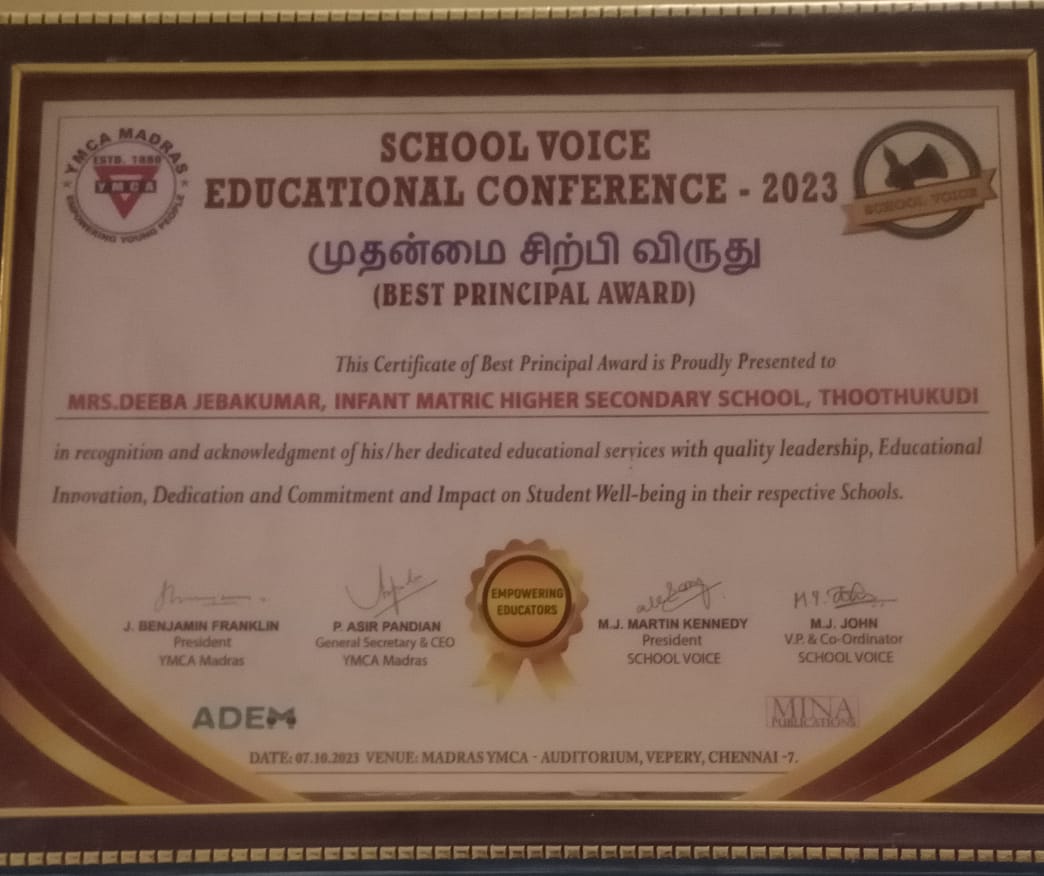 YMCA MADRAS
ESTD. 1890
YMCA
EMPOWERING YOUNG PEOPLE
SCHOOL VOICE
EDUCATIONAL CONFERENCE - 2023
SCHOOL VOICE
முதன்மை சிற்பி விருது
(BEST PRINCIPAL AWARD)
This Certificate of Best Principal Award is Proudly Presented to
MRS.DEEBA JEBAKUMAR, INFANT MATRIC HIGHER SECONDARY SCHOOL, THOOTHUKUDI
in recognition and acknowledgment of his/her dedicated educational services with quality leadership, Educational
Innovation, Dedication and Commitment and Impact on Student Well-being in their respective Schools.
EMPOWERING
EDUCATORS
J. BENJAMIN FRANKLIN
President
YMCA Madras
P. ASIR PANDIAN
General Secretary & CEO
YMCA Madras
M.J. MARTIN KENNEDY
President
SCHOOL VOICE
M.J. JOHN
V.P. & Co-Ordinator
SCHOOL VOICE
ADEM
MINA
PUBLICATIONS
DATE: 07.10.2023 VENUE: MADRAS YMCA - AUDITORIUM, VEPERY, CHENNAI -7.